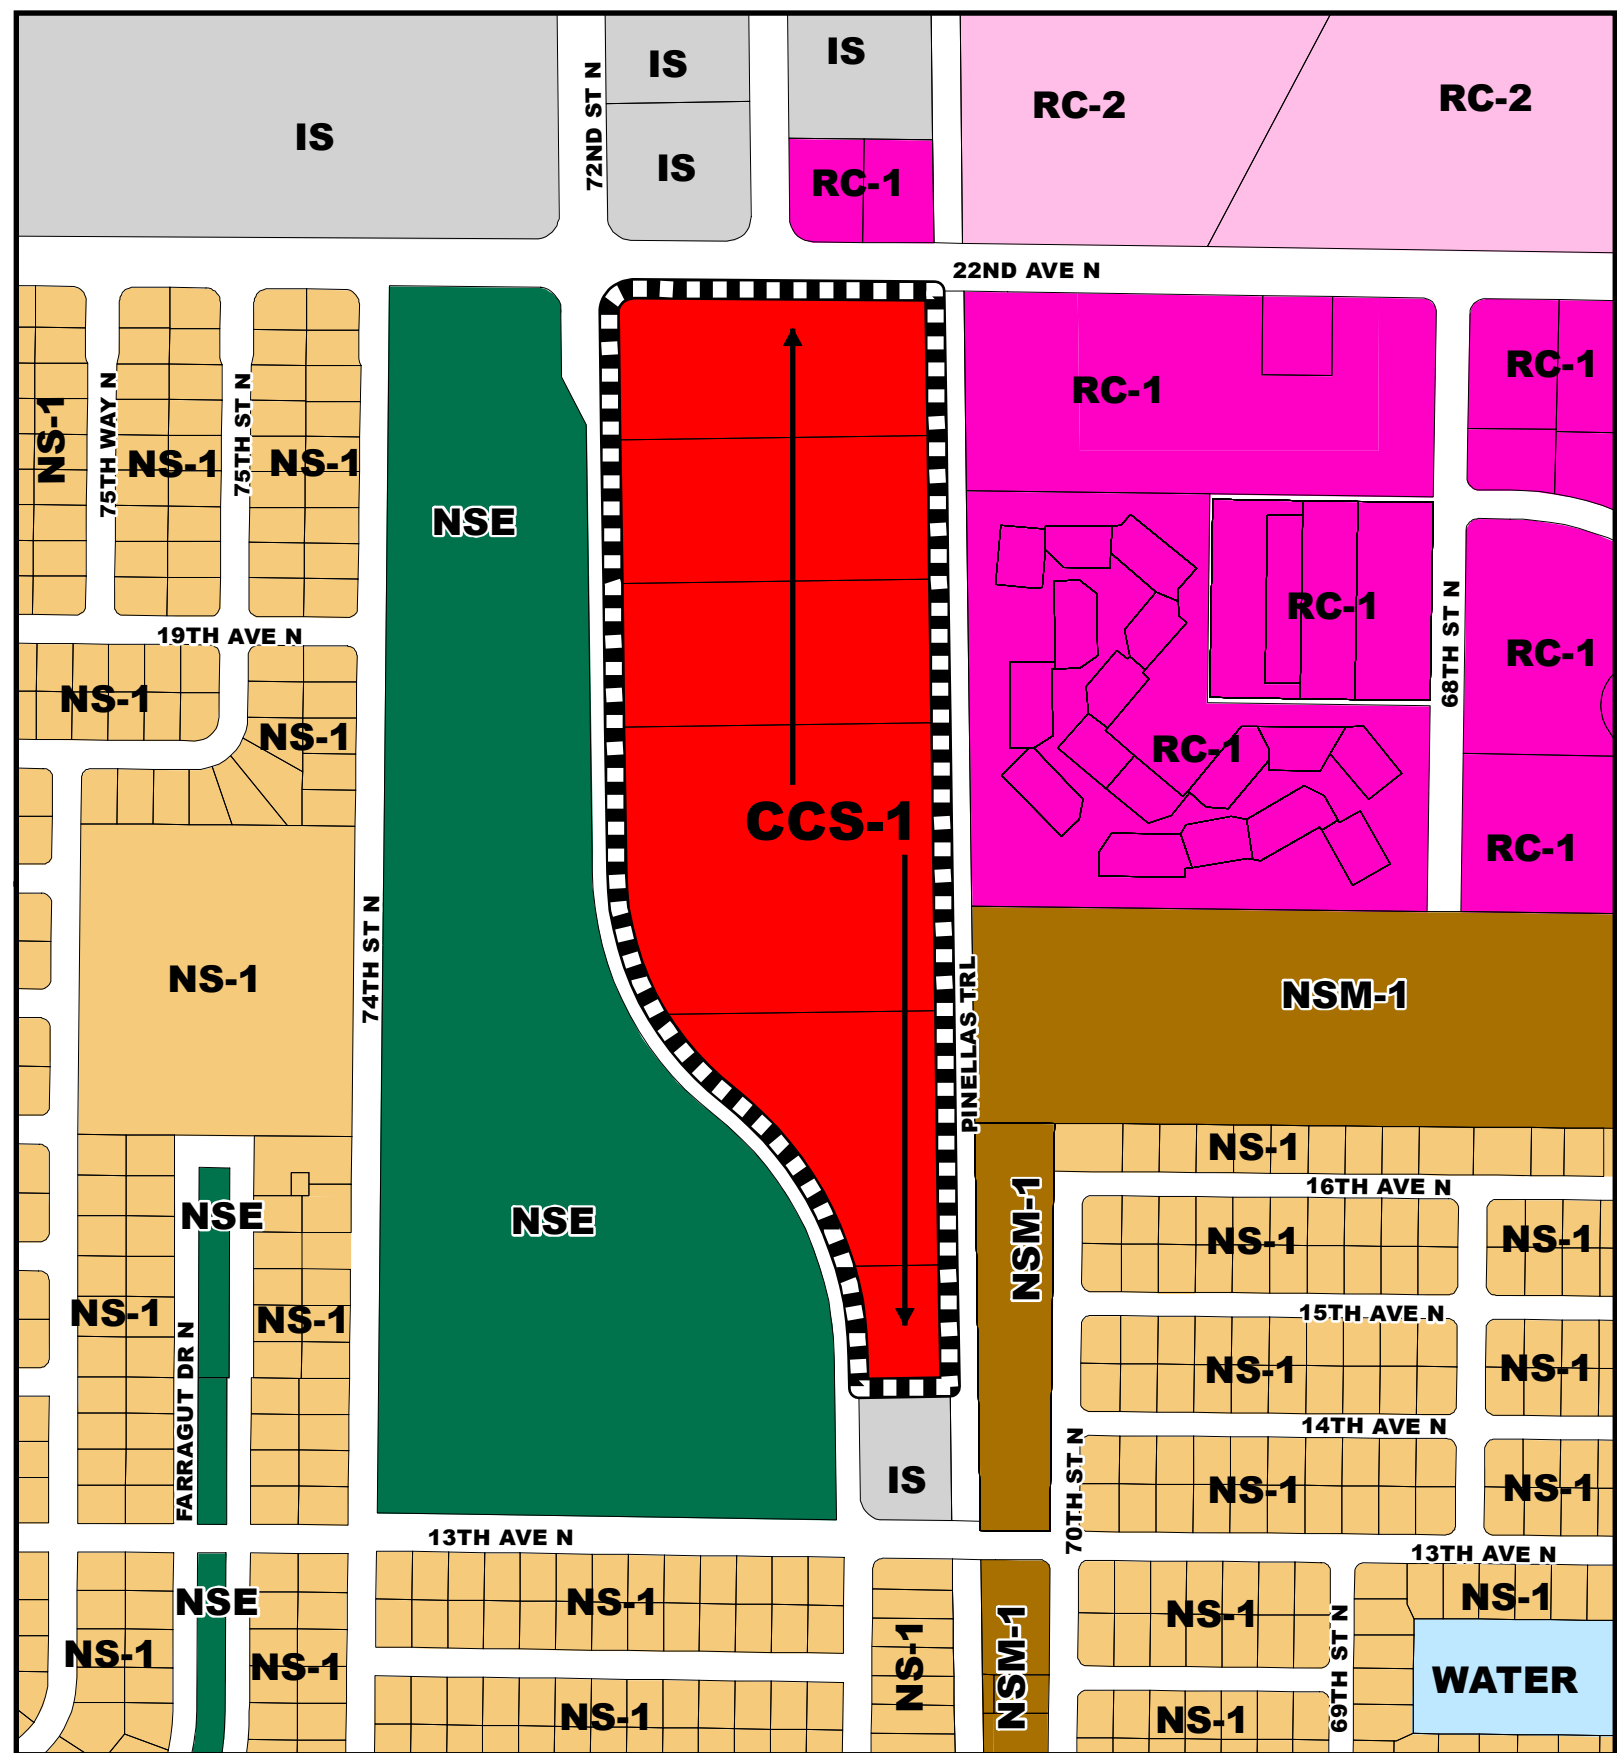 IS
IS
RC-2
RC-2
72ND ST N
IS
IS
RC-1
22ND AVE N
RC-1
RC-1
NS-1
75TH WAY N
NS-1
75TH ST N
NS-1
NSE
RC-1
68TH ST N
RC-1
19TH AVE N
NS-1
NS-1
RC-1
CCS-1
RC-1
74TH ST N
NS-1
PINELLAS TRL
NSM-1
NS-1
16TH AVE N
NSE
NSE
NSM-1
NS-1
NS-1
NS-1
NS-1
15TH AVE N
FARRAGUT DR N
NS-1
NS-1
14TH AVE N
IS
70TH ST N
NS-1
NS-1
13TH AVE N
13TH AVE N
NSE
NS-1
NS-1
NS-1
NS-1
NS-1
NS-1
NSM-1
69TH ST N
WATER
NS-1
NS-1
NS-1